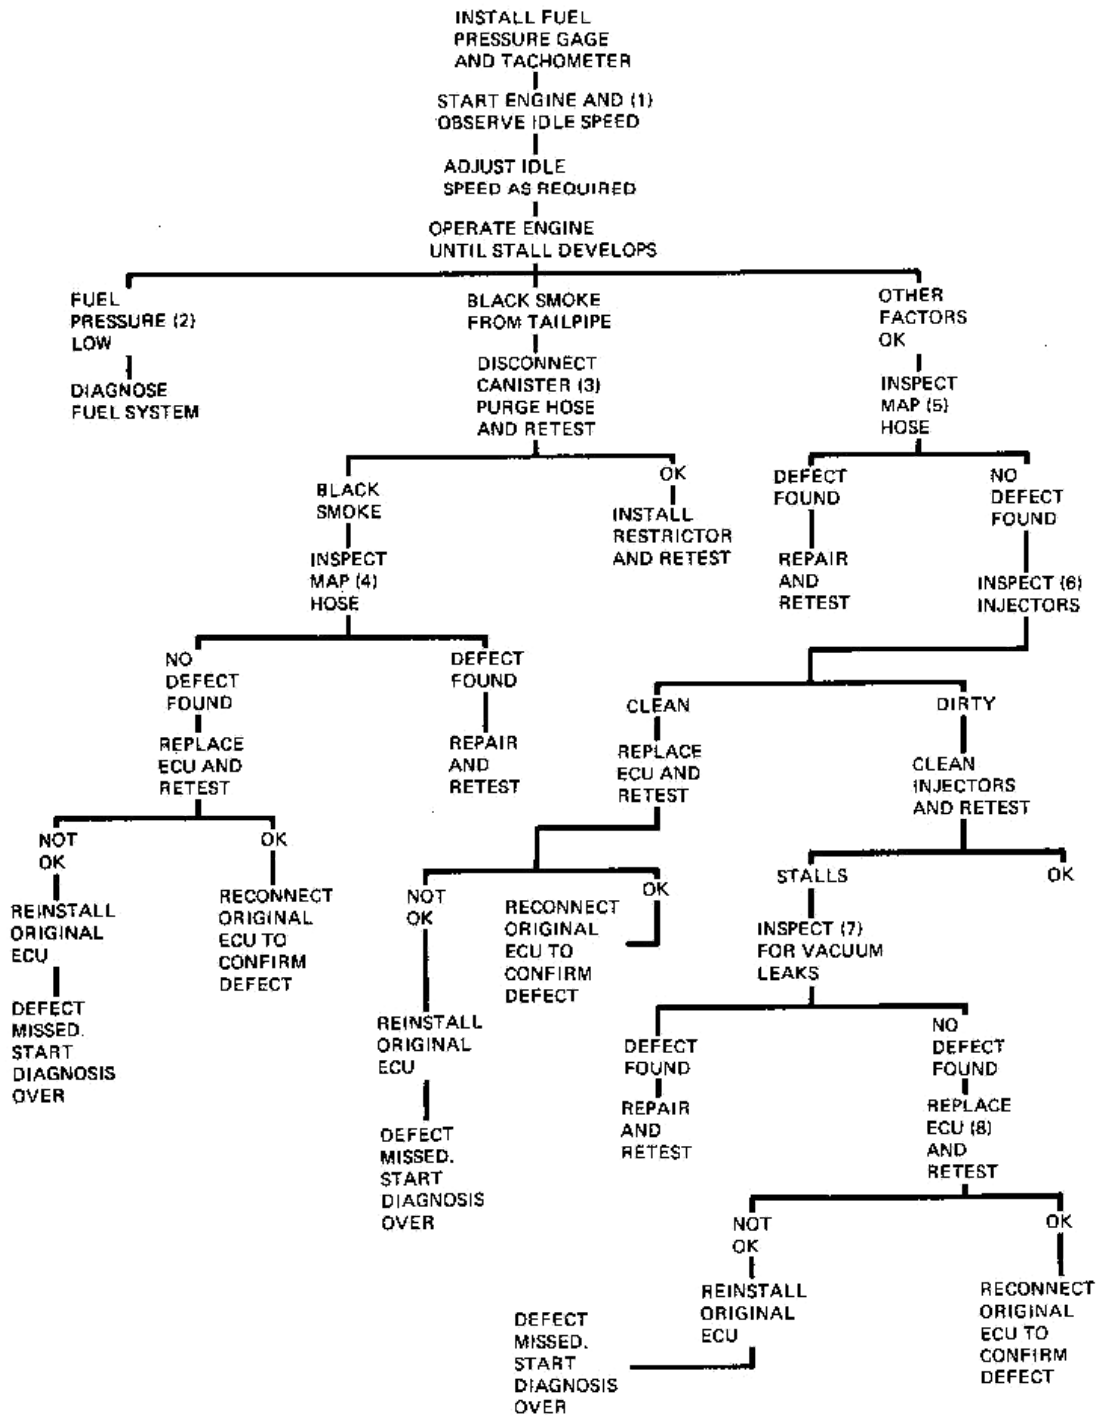 INSTALL FUEL
PRESSURE GAGE
AND TACHOMETER
START ENGINE AND (1)
OBSERVE IDLE SPEED
ADJUST IDLE
SPEED AS REQUIRED
OPERATE ENGINE
UNTIL STALL DEVELOPS
FUEL
PRESSURE (2)
LOW
DIAGNOSE
FUEL SYSTEM
BLACK SMOKE
FROM TAILPIPE
DISCONNECT
CANISTER (3)
PURGE HOSE
AND RETEST
OTHER
FACTORS
OK
INSPECT
MAP (5)
HOSE
BLACK
SMOKE
INSPECT
MAP (4)
HOSE
OK
INSTALL
RESTRICTOR
AND RETEST
DEFECT
FOUND
REPAIR
AND
RETEST
NO
DEFECT
FOUND
INSPECT (6)
INJECTORS
NO
DEFECT
FOUND
REPLACE
ECU AND
RETEST
DEFECT
FOUND
REPAIR
AND
RETEST
CLEAN
REPLACE
ECU AND
RETEST
DIRTY
CLEAN
INJECTORS
AND RETEST
NOT
OK
REINSTALL
ORIGINAL
ECU
DEFECT
MISSED.
START
DIAGNOSIS
OVER
OK
RECONNECT
ORIGINAL
ECU TO
CONFIRM
DEFECT
NOT
OK
REINSTALL
ORIGINAL
ECU
DEFECT
MISSED.
START
DIAGNOSIS
OVER
OK
RECONNECT
ORIGINAL
ECU TO
CONFIRM
DEFECT
STALLS
INSPECT (7)
FOR VACUUM
LEAKS
OK
DEFECT
FOUND
REPAIR
AND
RETEST
NO
DEFECT
FOUND
REPLACE
ECU (8)
AND
RETEST
NOT
OK
REINSTALL
ORIGINAL
ECU
DEFECT
MISSED.
START
DIAGNOSIS
OVER
OK
RECONNECT
ORIGINAL
ECU TO
CONFIRM
DEFECT